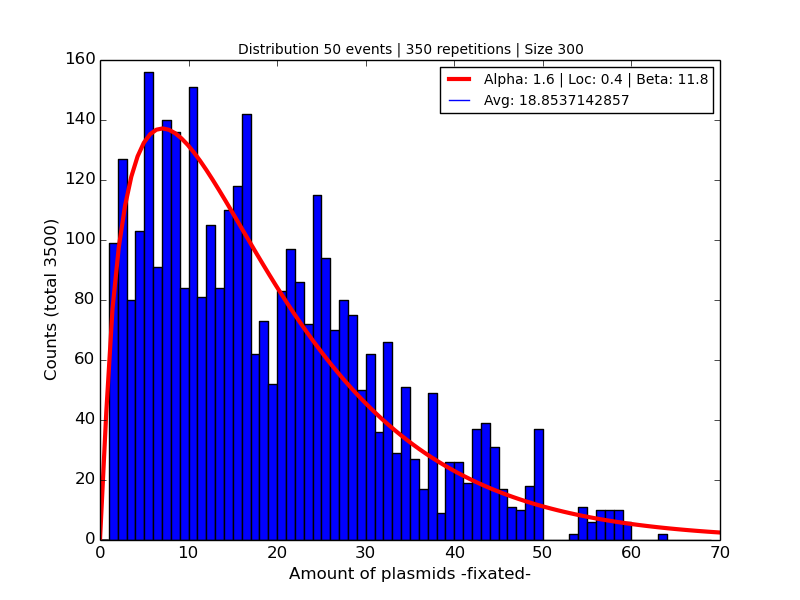 Distribution 50 events | 350 repetitions | Size 300
160
140
120
100
80
60
40
20
0
Counts (total 3500)
Alpha: 1.6 | Loc: 0.4 | Beta: 11.8
Avg: 18.8537142857
0 10 20 30 40 50 60 70
Amount of plasmids -fixated-